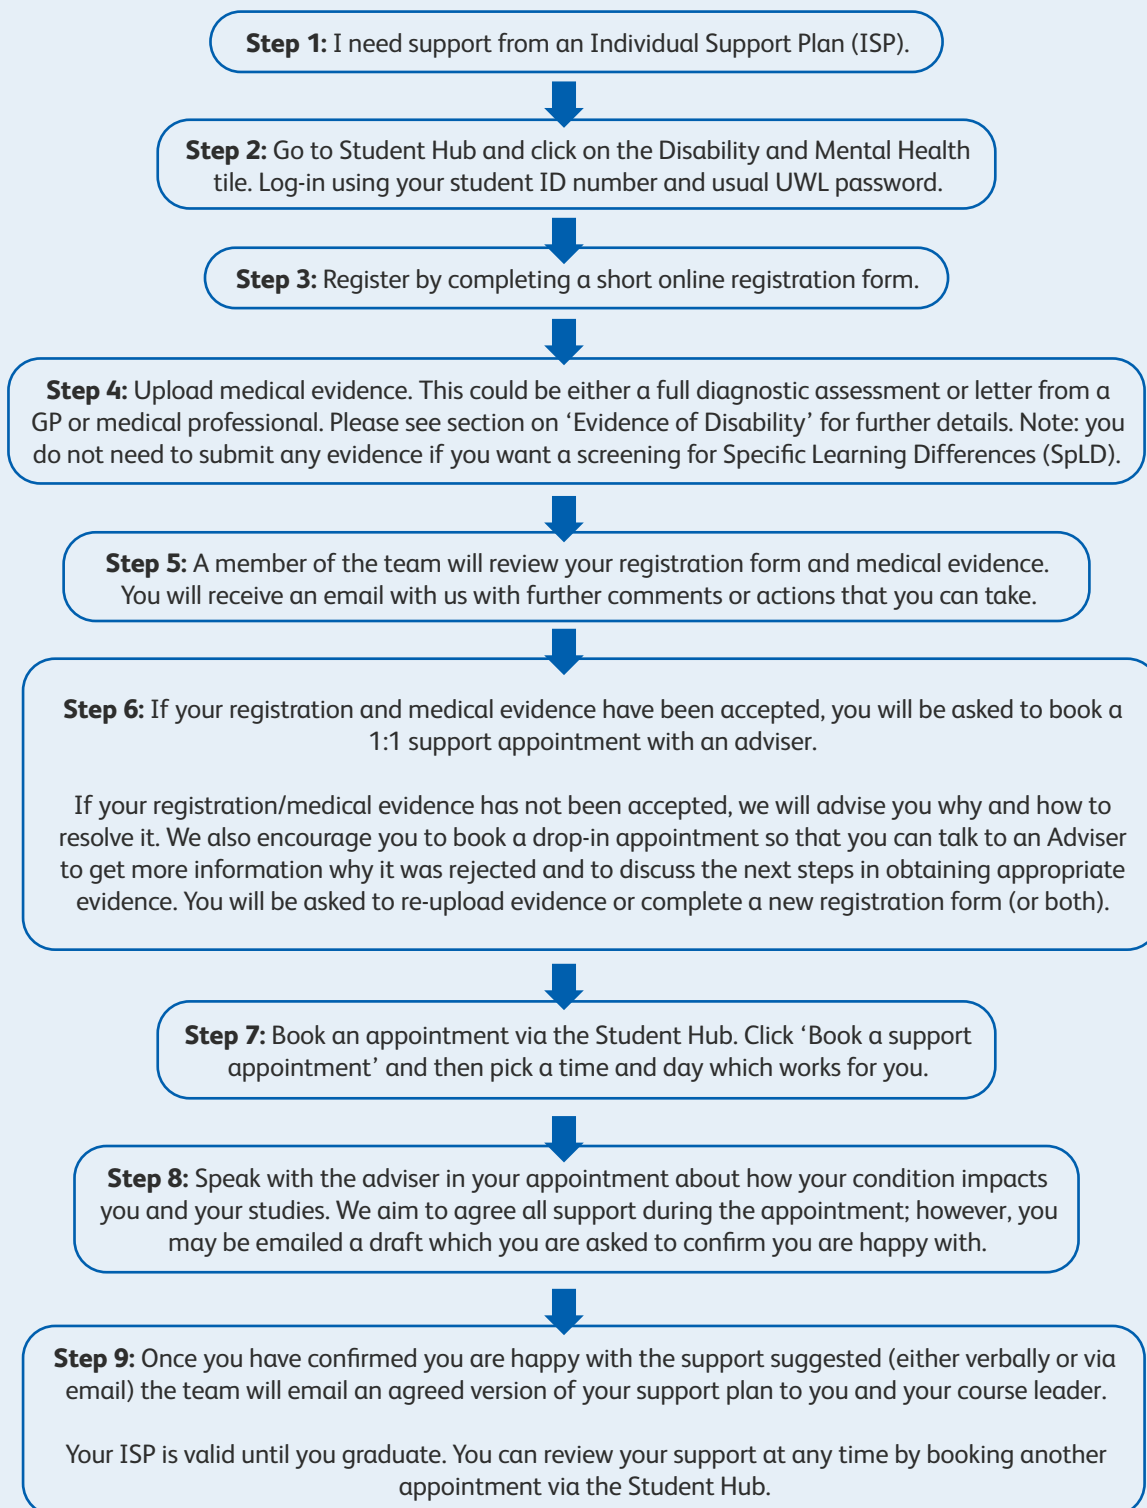 Step 1: I need support from an Individual Support Plan (ISP).
Step 2: Go to Student Hub and click on the Disability and Mental Health
tile. Log-in using your student ID number and usual UWL password.
Step 3: Register by completing a short online registration form.
Step 4: Upload medical evidence. This could be either a full diagnostic assessment or letter from a
GP or medical professional. Please see section on ‘Evidence of Disability’ for further details. Note: you
do not need to submit any evidence if you want a screening for Specific Learning Differences (SpLD).
Step 5: A member of the team will review your registration form and medical evidence.
You will receive an email with us with further comments or actions that you can take.
Step 6: If your registration and medical evidence have been accepted, you will be asked to book a
1:1 support appointment with an adviser.
If your registration/medical evidence has not been accepted, we will advise you why and how to
resolve it. We also encourage you to book a drop-in appointment so that you can talk to an Adviser
to get more information why it was rejected and to discuss the next steps in obtaining appropriate
evidence. You will be asked to re-upload evidence or complete a new registration form (or both).
Step 7: Book an appointment via the Student Hub. Click ‘Book a support
appointment’ and then pick a time and day which works for you.
Step 8: Speak with the adviser in your appointment about how your condition impacts
you and your studies. We aim to agree all support during the appointment; however, you
may be emailed a draft which you are asked to confirm you are happy with.
Step 9: Once you have confirmed you are happy with the support suggested (either verbally or via
email) the team will email an agreed version of your support plan to you and your course leader.
Your ISP is valid until you graduate. You can review your support at any time by booking another
appointment via the Student Hub.